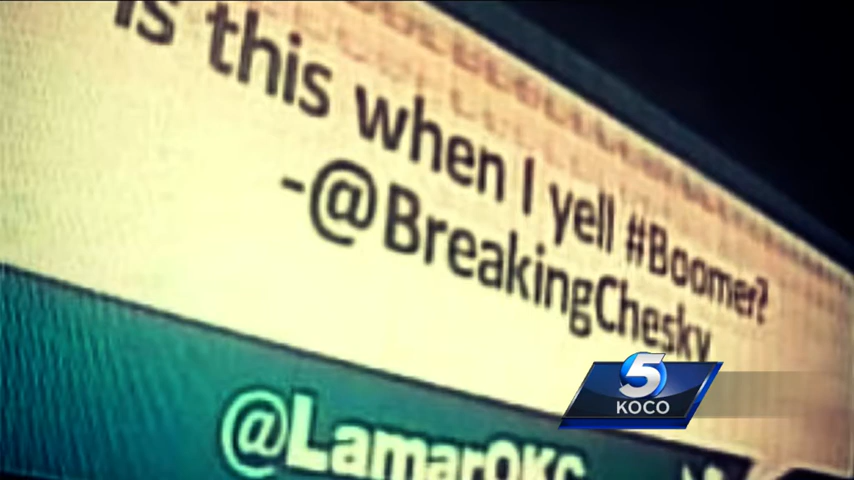 is this when I yell #Boomer?
-@BreakingChesky
@LamarOKC
5
KOCO